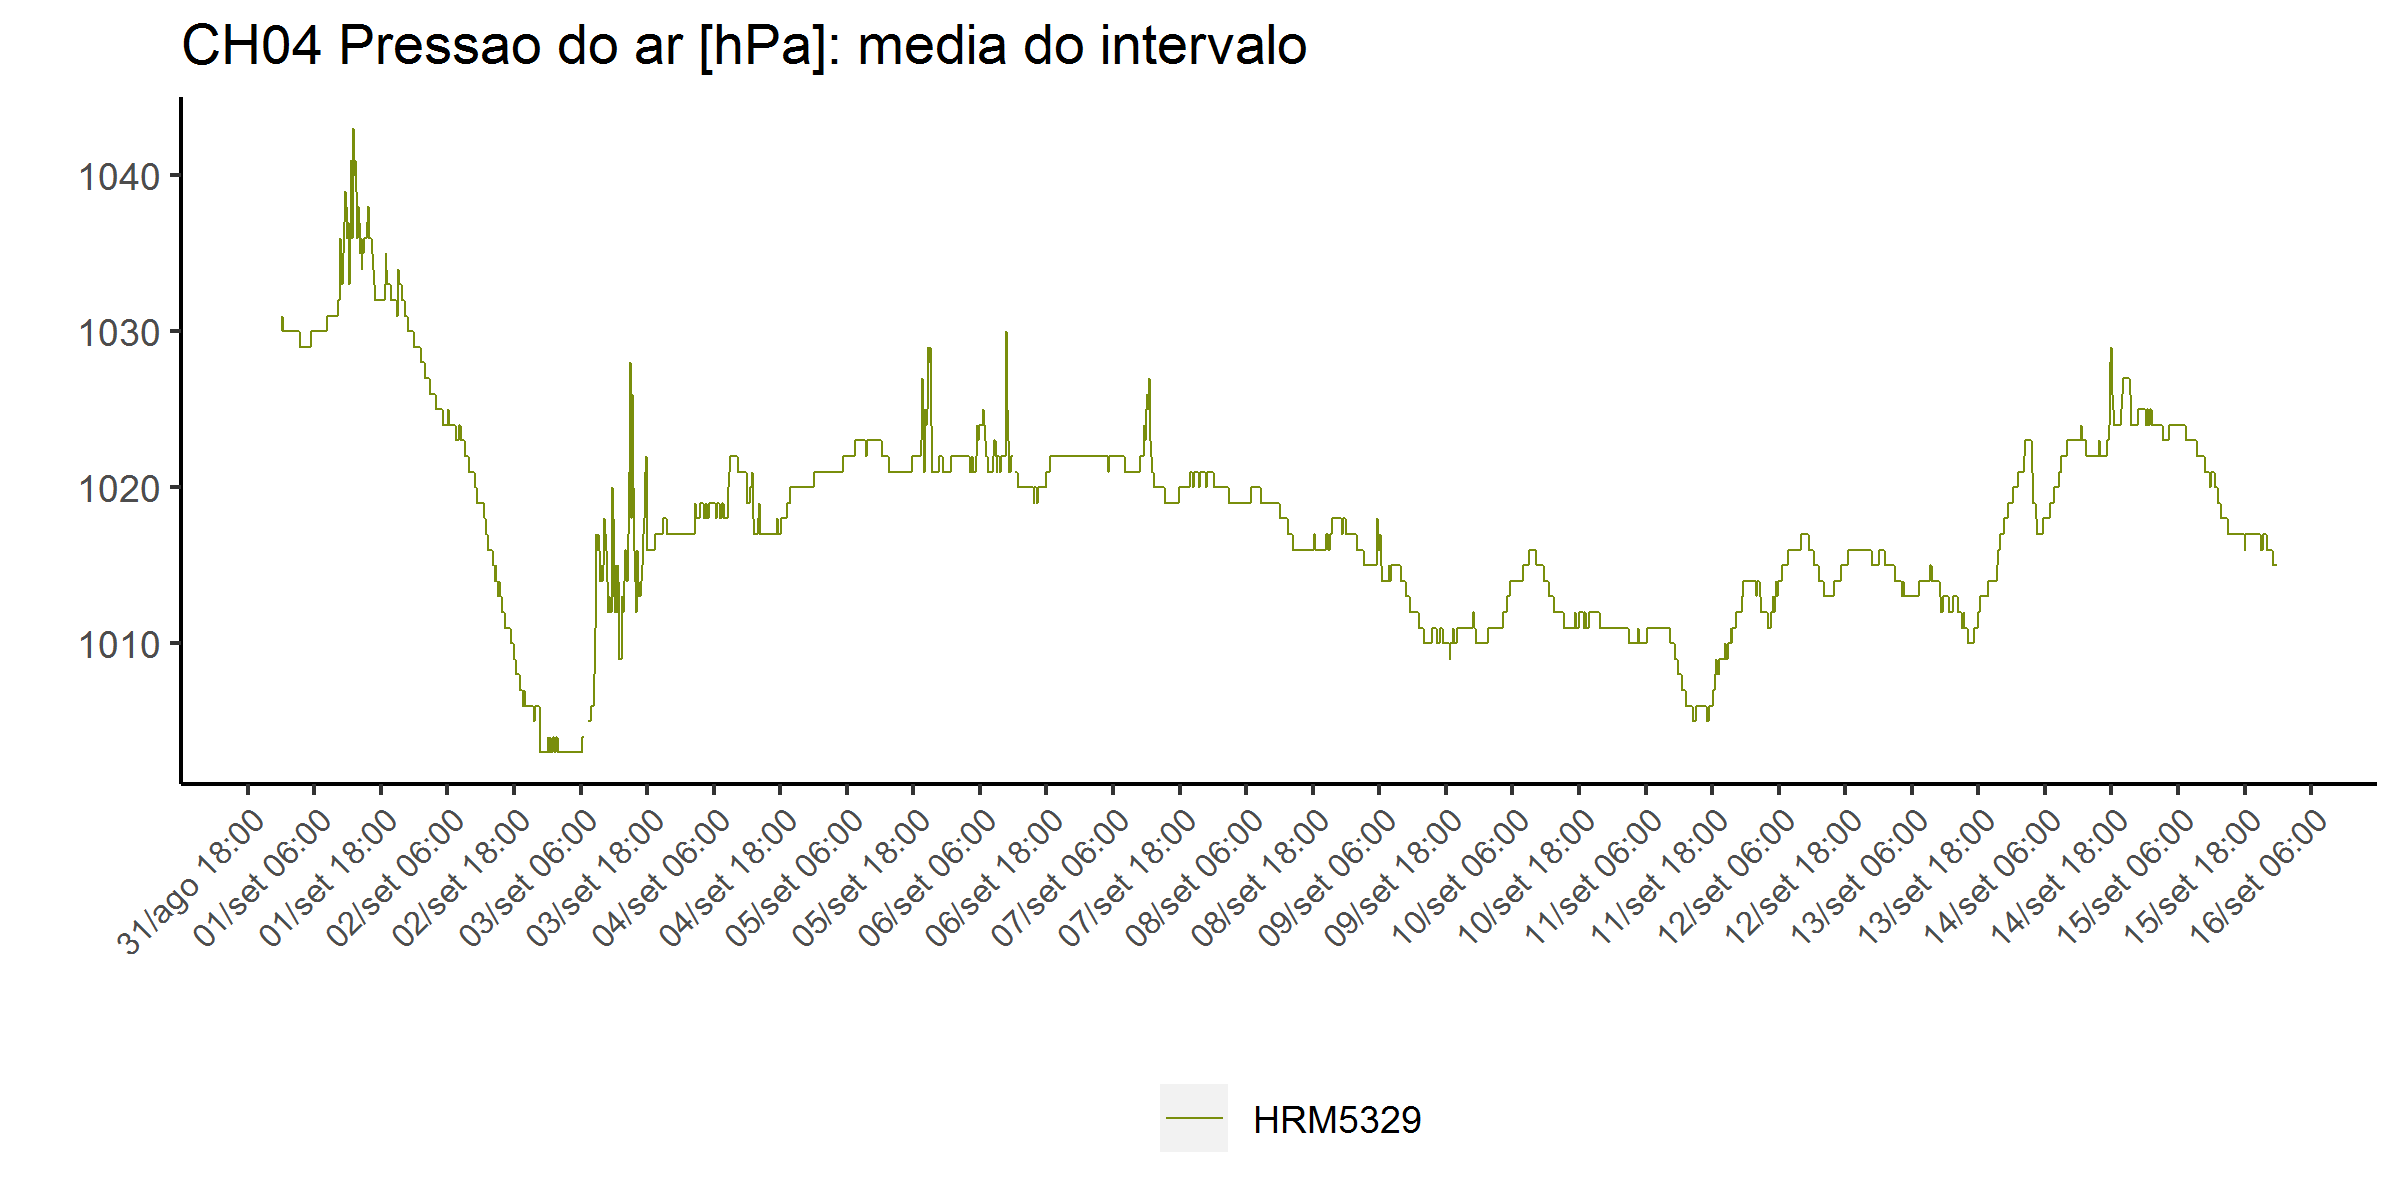 CH04 Pressao do ar [hPa]: media do intervalo
1040
1030
1020
1010
31/ago 18:00
01/set 06:00
01/set 18:00
02/set 06:00
02/set 18:00
03/set 06:00
03/set 18:00
04/set 06:00
04/set 18:00
05/set 06:00
05/set 18:00
06/set 06:00
06/set 18:00
07/set 06:00
07/set 18:00
08/set 06:00
08/set 18:00
09/set 06:00
09/set 18:00
10/set 06:00
10/set 18:00
11/set 06:00
11/set 18:00
12/set 06:00
12/set 18:00
13/set 06:00
13/set 18:00
14/set 06:00
14/set 18:00
15/set 06:00
15/set 18:00
16/set 06:00
HRM5329